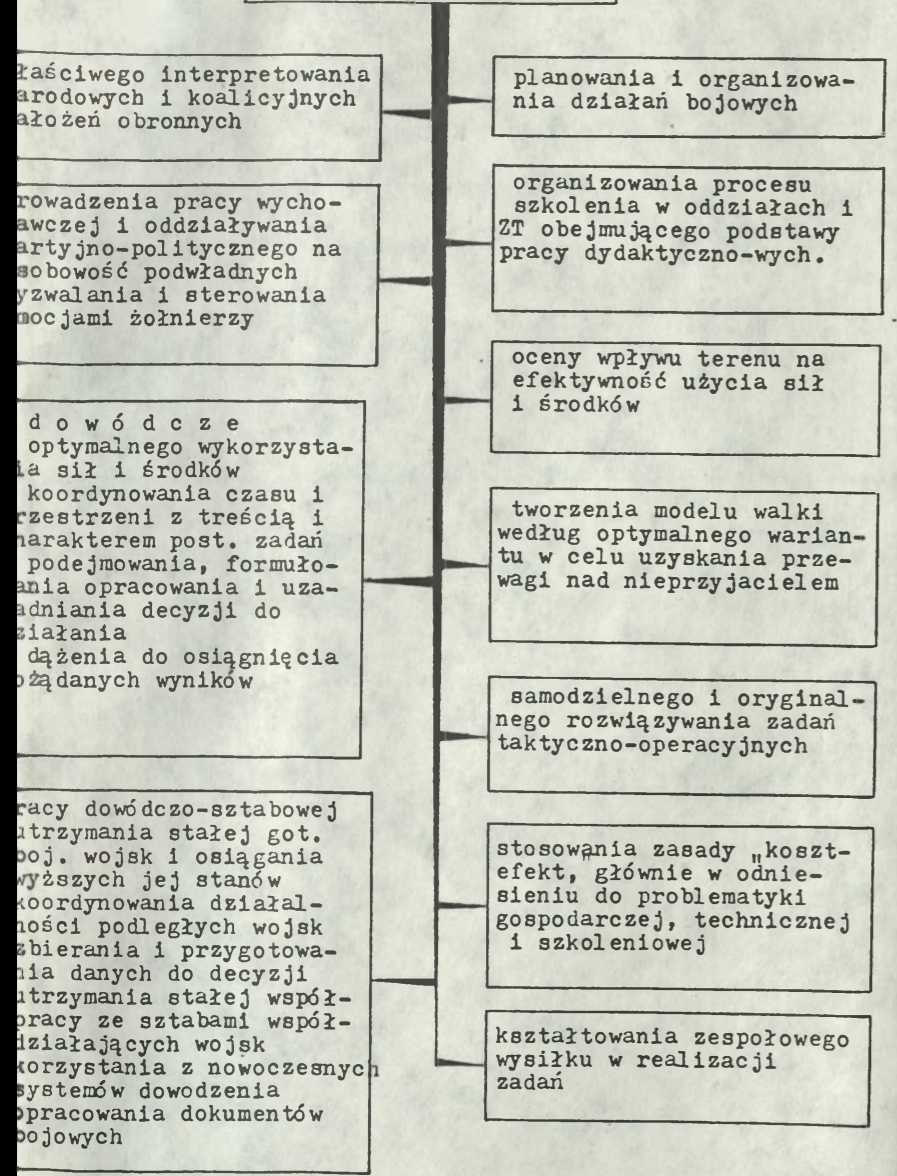 łaściwego interpretowania
arodowych i koalicyjnych
ałożeń obronnych
rowadzenia pracy wycho-
awczej i oddziaływania
artyjno-politycznego na
sobowość podwładnych
yzwalania i sterowania
mocjami żołnierzy
d o w ó d c z e
optymalnego wykorzysta-
ia sił i środków
koordynowania czasu i
rzestrzeni z treścią i
harakterem post. zadań
podejmowania, formuło-
ania opracowania i uza-
adniania decyzji do
ziałania
dążenia do osiągnięcia
ożądanych wyników
racy dowódczo-sztabowej
utrzymania stałej got.
boj. wojsk i osiągania
wyższych jej stanów
koordynowania działal-
ności podległych wojsk
zbierania i przygotowa-
nia danych do decyzji
utrzymania stałej współ-
pracy ze sztabami współ-
działających wojsk
korzystania z nowoczesnych
systemów dowodzenia
opracowania dokumentów
bojowych
planowania i organizowa-
nia działań bojowych
organizowania procesu
szkolenia w oddziałach i
ZT obejmującego podstawy
pracy dydaktyczno-wych.
oceny wpływu terenu na
efektywność użycia sił
i środków
tworzenia modelu walki
według optymalnego warian-
tu w celu uzyskania prze-
wagi nad nieprzyjacielem
samodzielnego i oryginal-
nego rozwiązywania zadań
taktyczno-operacyjnych
stosowania zasady „koszt-
efekt, głównie w odnie-
sieniu do problematyki
gospodarczej, technicznej
i szkoleniowej
kształtowania zespołowego
wysiłku w realizacji
zadań